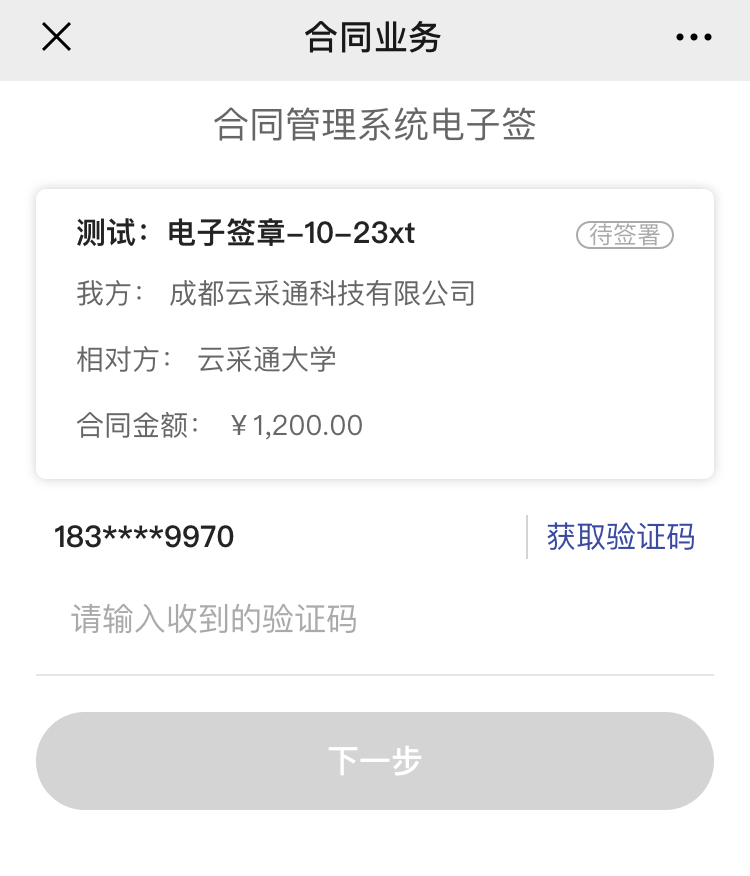 合同业务
合同管理系统电子签
测试：电子签章-10-23xt
待签署
我方： 成都云采通科技有限公司
相对方： 云采通大学
合同金额： ￥1,200.00
183****9970
获取验证码
请输入收到的验证码
下一步